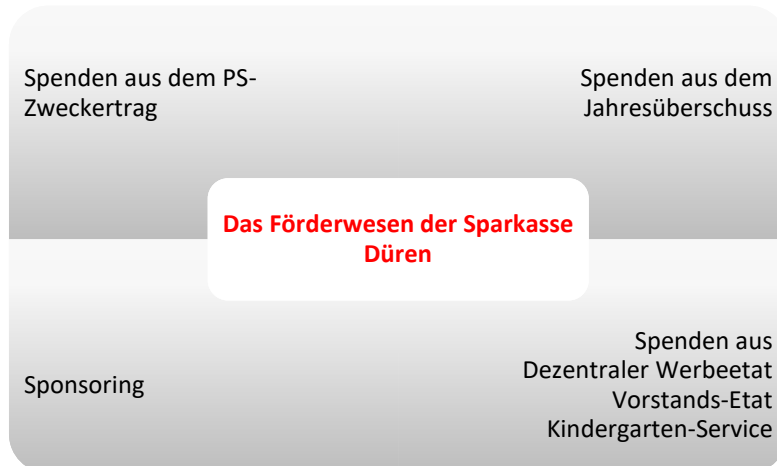 Spenden aus dem PS-
Zweckertrag
Spenden aus dem
Jahresüberschuss
Das Förderwesen der Sparkasse
Düren
Sponsoring
Spenden aus
Dezentraler Werbeetat
Vorstands-Etat
Kindergarten-Service